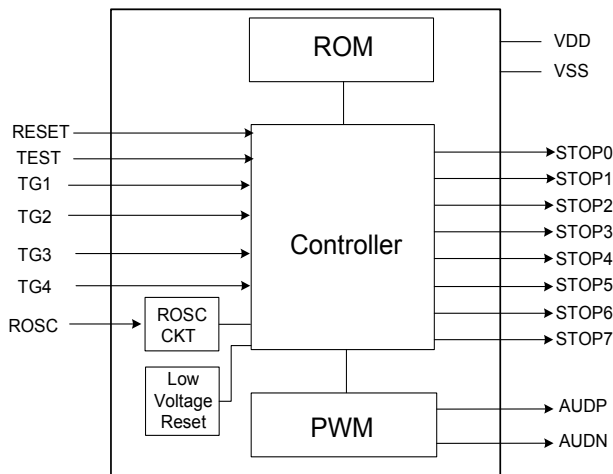 ROM
VDD
VSS
RESET
TEST
TG1
TG2
TG3
TG4
ROSC
ROSC
CKT
Low
Voltage
Reset
Controller
PWM
STOP0
STOP1
STOP2
STOP3
STOP4
STOP5
STOP6
STOP7
AUDP
AUDN